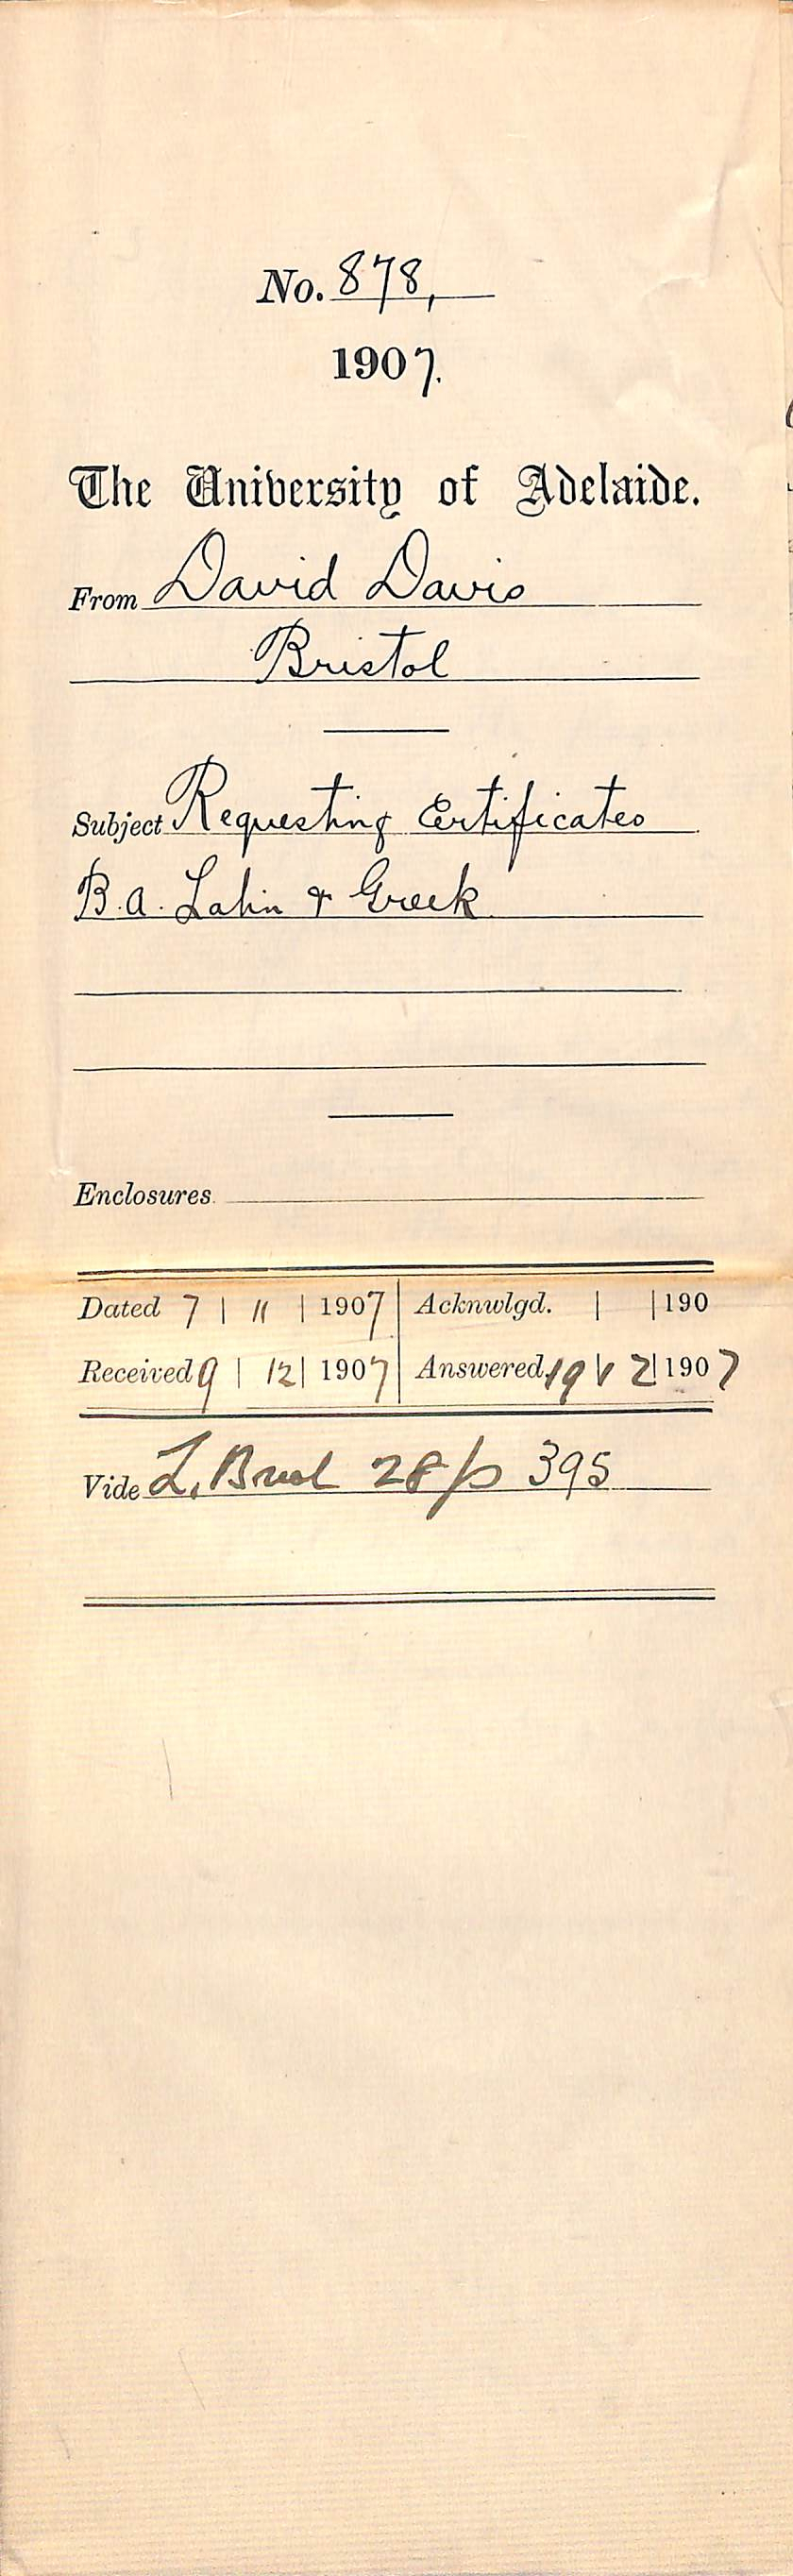 No. 878,
1907.
The University of Adelaide.
From David Davis
Bristol
Subject Requesting Certificates
B.A. Latin & Greek
Enclosures
Dated 7 | 11 | 1907 Acknwlgd. | | 190
Received 9 | 12 | 1907 Answered 19 | 12 | 1907
Vide L. 28 p 395